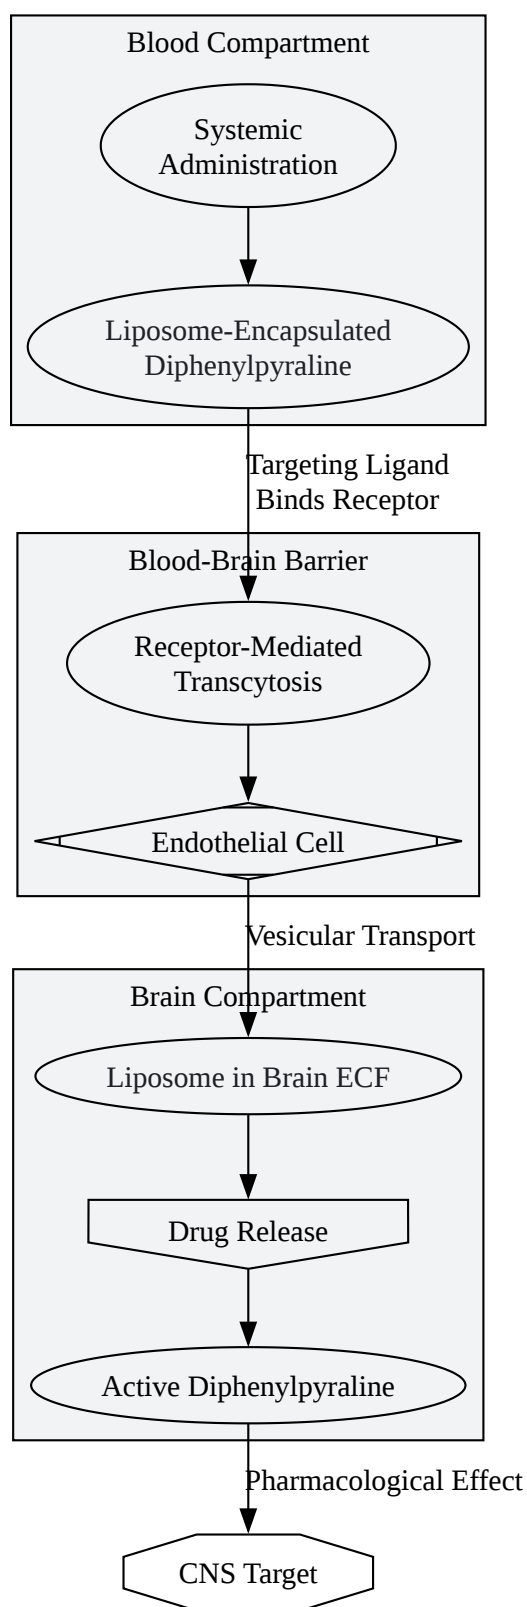 Blood Compartment
Systemic
Administration
Liposome-Encapsulated
Diphenylpyraline
Targeting Ligand
Binds Receptor
Blood-Brain Barrier
Receptor-Mediated
Transcytosis
Endothelial Cell
Vesicular Transport
Brain Compartment
Liposome in Brain ECF
Drug Release
Active Diphenylpyraline
Pharmacological Effect
CNS Target